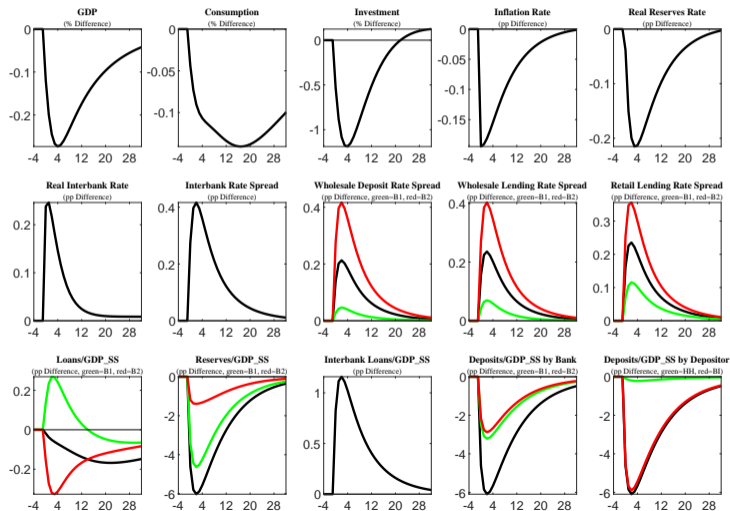 GDP
(% Difference)
0
-0.1
-0.2
-4 4 12 20 28
Consumption
(% Difference)
0
-0.05
-0.1
-4 4 12 20 28
Investment
(% Difference)
0
-0.5
-1
-4 4 12 20 28
Inflation Rate
(pp Difference)
0
-0.05
-0.1
-0.15
-4 4 12 20 28
Real Reserves Rate
(pp Difference)
0
-0.1
-0.2
-4 4 12 20 28
Real Interbank Rate
(pp Difference)
0.2
0.1
0
-4 4 12 20 28
Interbank Rate Spread
(pp Difference)
0.4
0.2
0
-4 4 12 20 28
Wholesale Deposit Rate Spread
(pp Difference, green=B1, red=B2)
0.4
0.2
0
-4 4 12 20 28
Wholesale Lending Rate Spread
(pp Difference, green=B1, red=B2)
0.4
0.2
0
-4 4 12 20 28
Retail Lending Rate Spread
(pp Difference, green=B1, red=B2)
0.3
0.2
0.1
0
-4 4 12 20 28
Loans/GDP_SS
(pp Difference, green=B1, red=B2)
0.2
0
-0.2
-4 4 12 20 28
Reserves/GDP_SS
(pp Difference, green=B1, red=B2)
0
-2
-4
-6
-4 4 12 20 28
Interbank Loans/GDP_SS
(pp Difference)
1
0.5
0
-4 4 12 20 28
Deposits/GDP_SS by Bank
(pp Difference, green=B1, red=B2)
0
-2
-4
-6
-4 4 12 20 28
Deposits/GDP_SS by Depositor
(pp Difference, green=HH, red=BI)
0
-2
-4
-6
-4 4 12 20 28